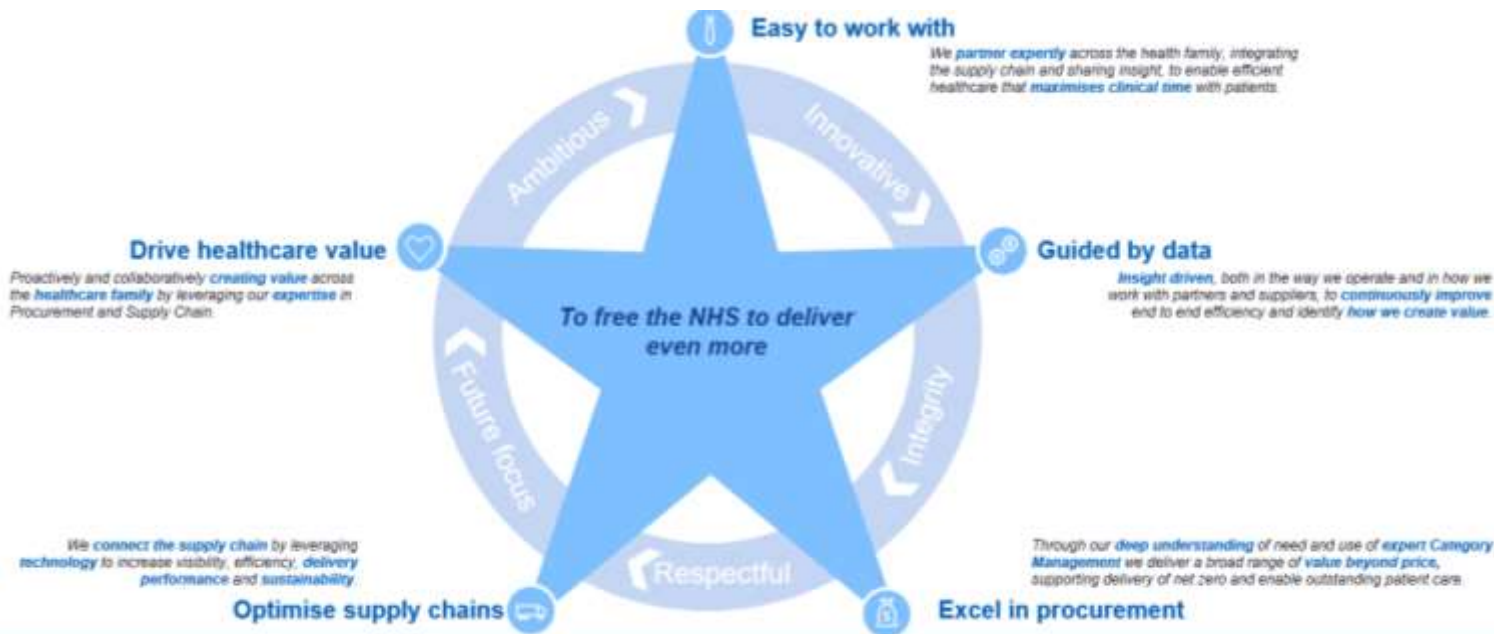 Easy to work with
We partner expertly across the health family, integrating
the supply chain and sharing insight, to enable efficient
healthcare that maximises clinical time with patients.
Ambitious
Innovative
Drive healthcare value
Proactively and collaboratively creating value across
the healthcare family by leveraging our expertise in
Procurement and Supply Chain.
Guided by data
Insight driven, both in the way we operate and in how we
work with partners and suppliers, to continuously improve
end to end efficiency and identify how we create value.
To free the NHS to deliver
even more
Future focus
Integrity
Respectful
We connect the supply chain by leveraging
technology to increase visibility, efficiency, delivery
performance and sustainability.
Optimise supply chains
Through our deep understanding of need and use of expert Category
Management we deliver a broad range of value beyond price,
supporting delivery of net zero and enable outstanding patient care.
Excel in procurement